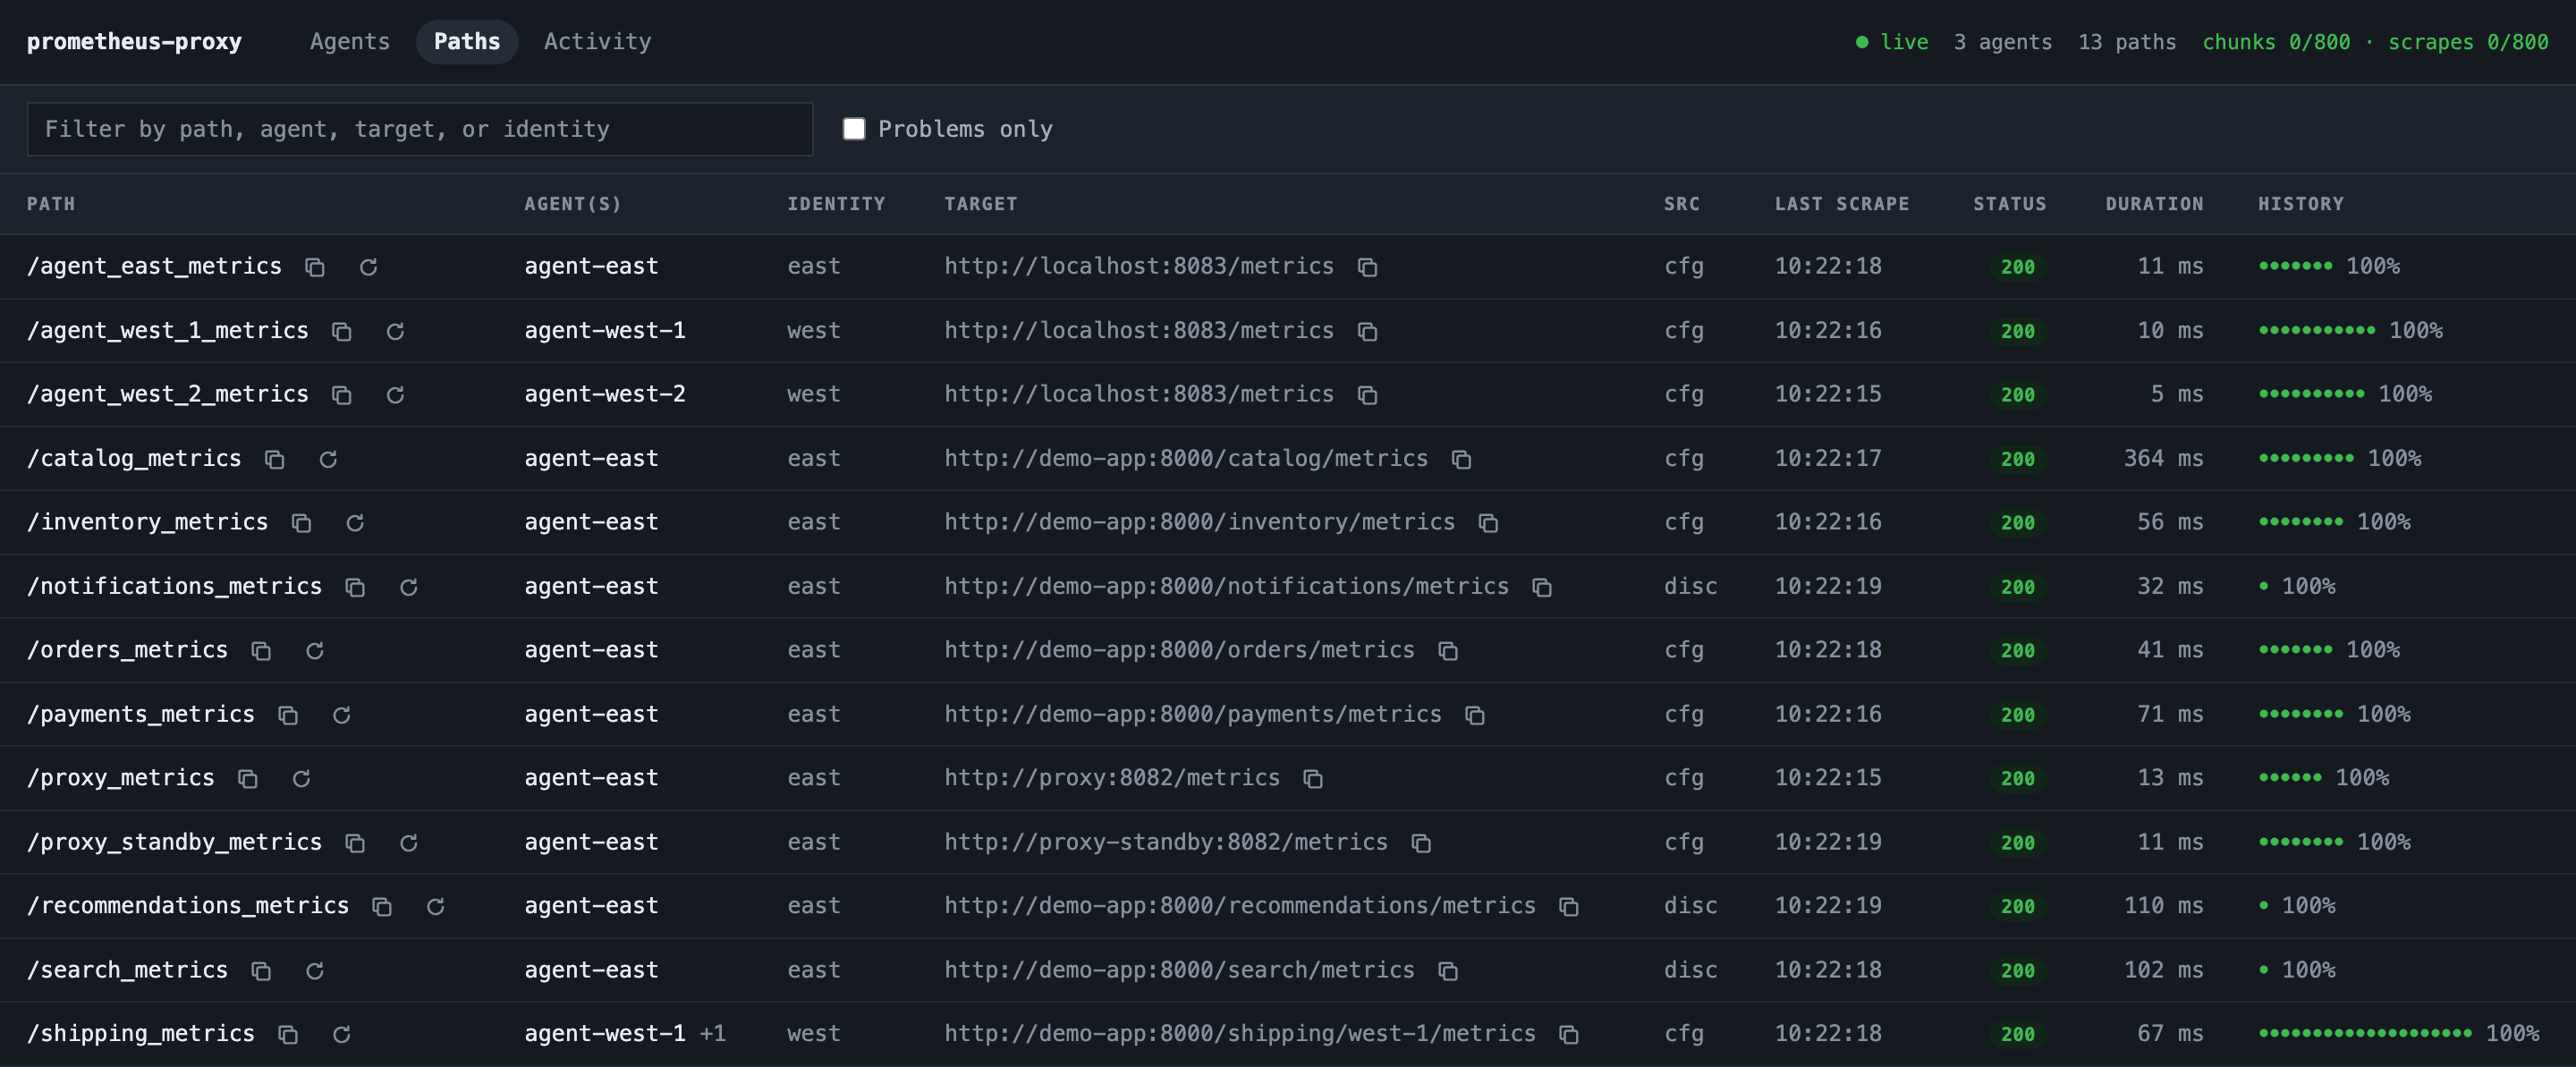 prometheus-proxy Agents Paths Activity live 3 agents 13 paths chunks 0/800 · scrapes 0/800
Filter by path, agent, target, or identity Problems only
PATH AGENT(S) IDENTITY TARGET SRC LAST SCRAPE STATUS DURATION HISTORY
/agent_east_metrics agent-east east http://localhost:8083/metrics cfg 10:22:18 200 11 ms 100%
/agent_west_1_metrics agent-west-1 west http://localhost:8083/metrics cfg 10:22:16 200 10 ms 100%
/agent_west_2_metrics agent-west-2 west http://localhost:8083/metrics cfg 10:22:15 200 5 ms 100%
/catalog_metrics agent-east east http://demo-app:8000/catalog/metrics cfg 10:22:17 200 364 ms 100%
/inventory_metrics agent-east east http://demo-app:8000/inventory/metrics cfg 10:22:16 200 56 ms 100%
/notifications_metrics agent-east east http://demo-app:8000/notifications/metrics disc 10:22:19 200 32 ms 100%
/orders_metrics agent-east east http://demo-app:8000/orders/metrics cfg 10:22:18 200 41 ms 100%
/payments_metrics agent-east east http://demo-app:8000/payments/metrics cfg 10:22:16 200 71 ms 100%
/proxy_metrics agent-east east http://proxy:8082/metrics cfg 10:22:15 200 13 ms 100%
/proxy_standby_metrics agent-east east http://proxy-standby:8082/metrics cfg 10:22:19 200 11 ms 100%
/recommendations_metrics agent-east east http://demo-app:8000/recommendations/metrics disc 10:22:19 200 110 ms 100%
/search_metrics agent-east east http://demo-app:8000/search/metrics disc 10:22:18 200 102 ms 100%
/shipping_metrics agent-west-1 +1 west http://demo-app:8000/shipping/west-1/metrics cfg 10:22:18 200 67 ms 100%